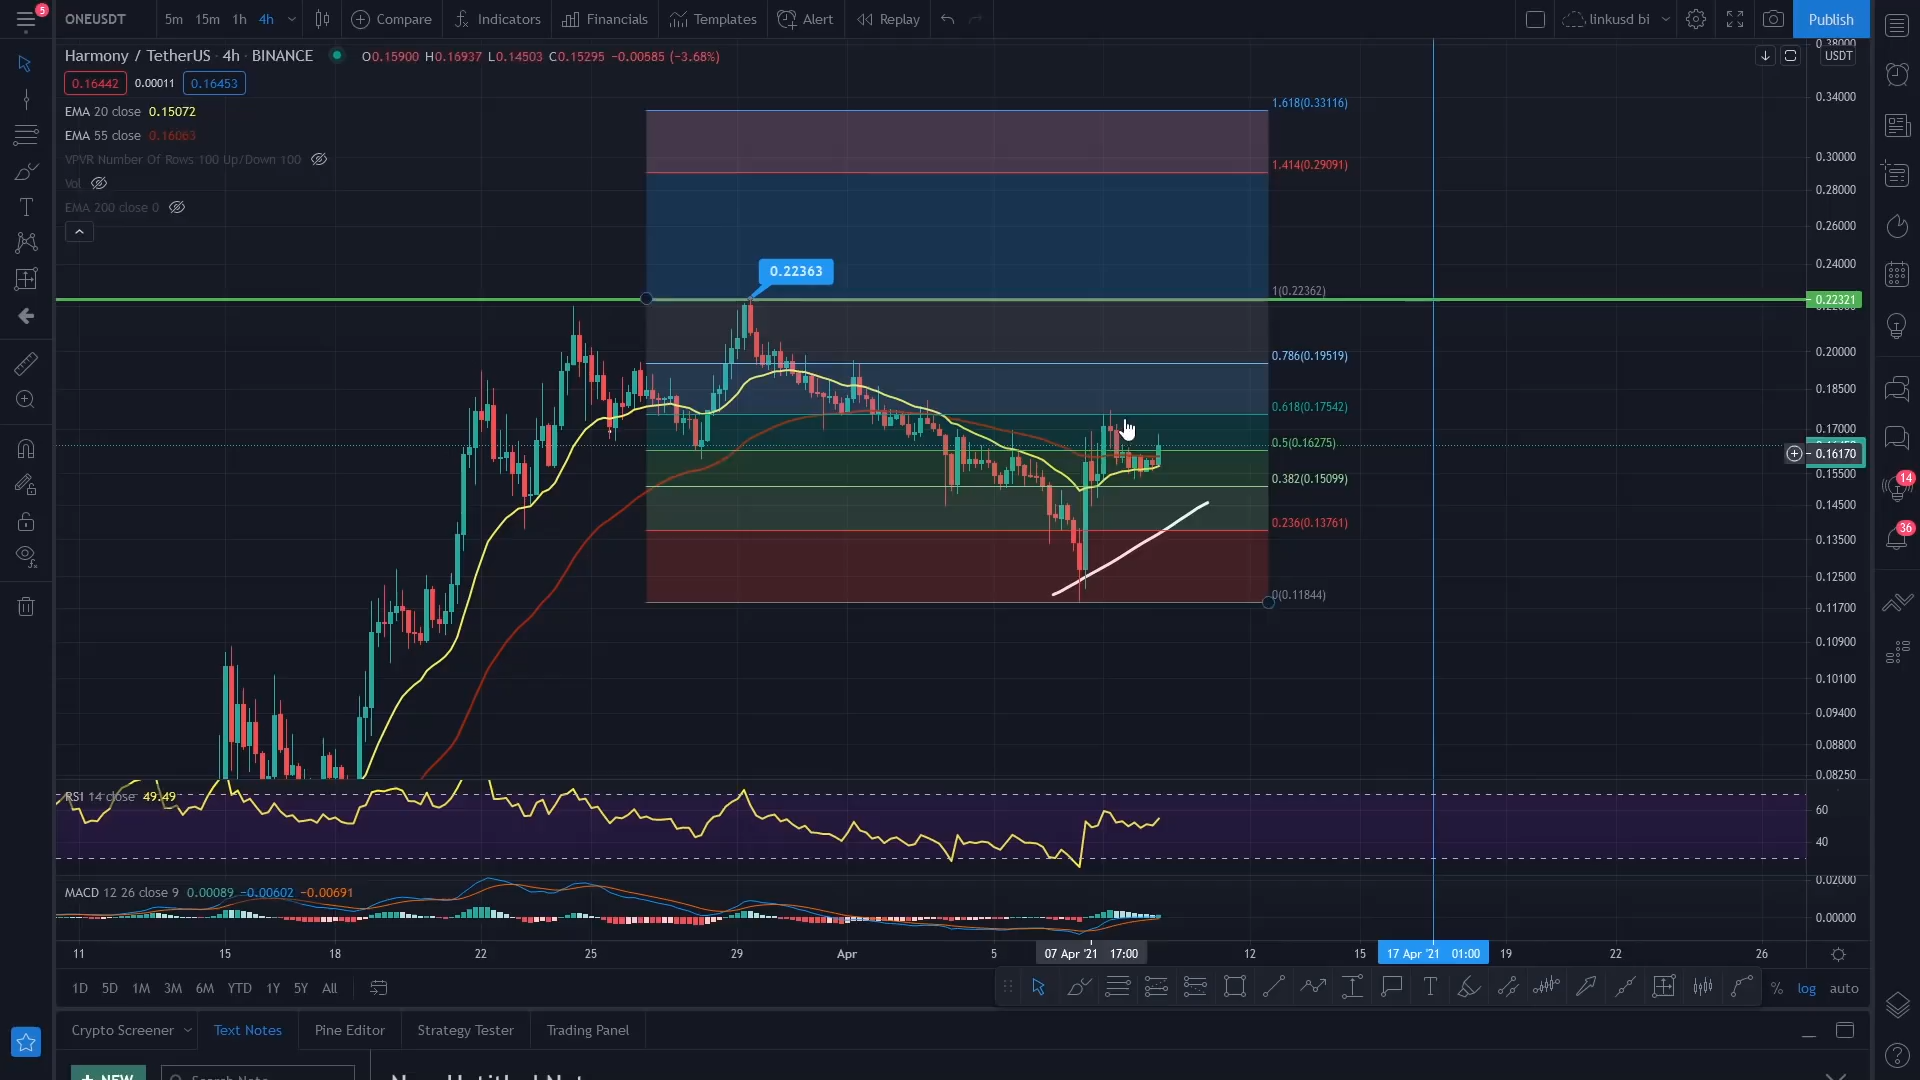 5
ONEUSDT
5m 15m 1h 4h
Compare
Indicators
Financials
Templates
Alert
Replay
linkusd bi
Publish
Harmony / TetherUS · 4h · BINANCE
O0.15900 H0.16937 L0.14503 C0.15295 −0.00585 (−3.68%)
0.16442 0.00011 0.16453
EMA 20 close 0.15072
EMA 55 close 0.16063
VPVR Number Of Rows 100 Up/Down 100
Vol
EMA 200 close 0
0.22363
1.618(0.33116)
1.414(0.29091)
1(0.22362)
0.786(0.19519)
0.618(0.17542)
0.5(0.16275)
0.382(0.15099)
0.236(0.13761)
0(0.11844)
0.38000
USDT
0.34000
0.30000
0.28000
0.26000
0.24000
0.22321
0.20000
0.18500
0.17000
0.16170
0.15500
0.14500
0.13500
0.12500
0.11700
0.10900
0.10100
0.09400
0.08800
0.08250
14
36
RSI 14 close 49.49
60
40
MACD 12 26 close 9 0.00089 −0.00602 −0.00691
0.02000
0.00000
11 15 18 22 25 29 Apr 5 07 Apr '21 17:00 12 15 17 Apr '21 01:00 19 22 26
1D 5D 1M 3M 6M YTD 1Y 5Y All
% log auto
Crypto Screener
Text Notes
Pine Editor
Strategy Tester
Trading Panel
+ NEW
Search Note